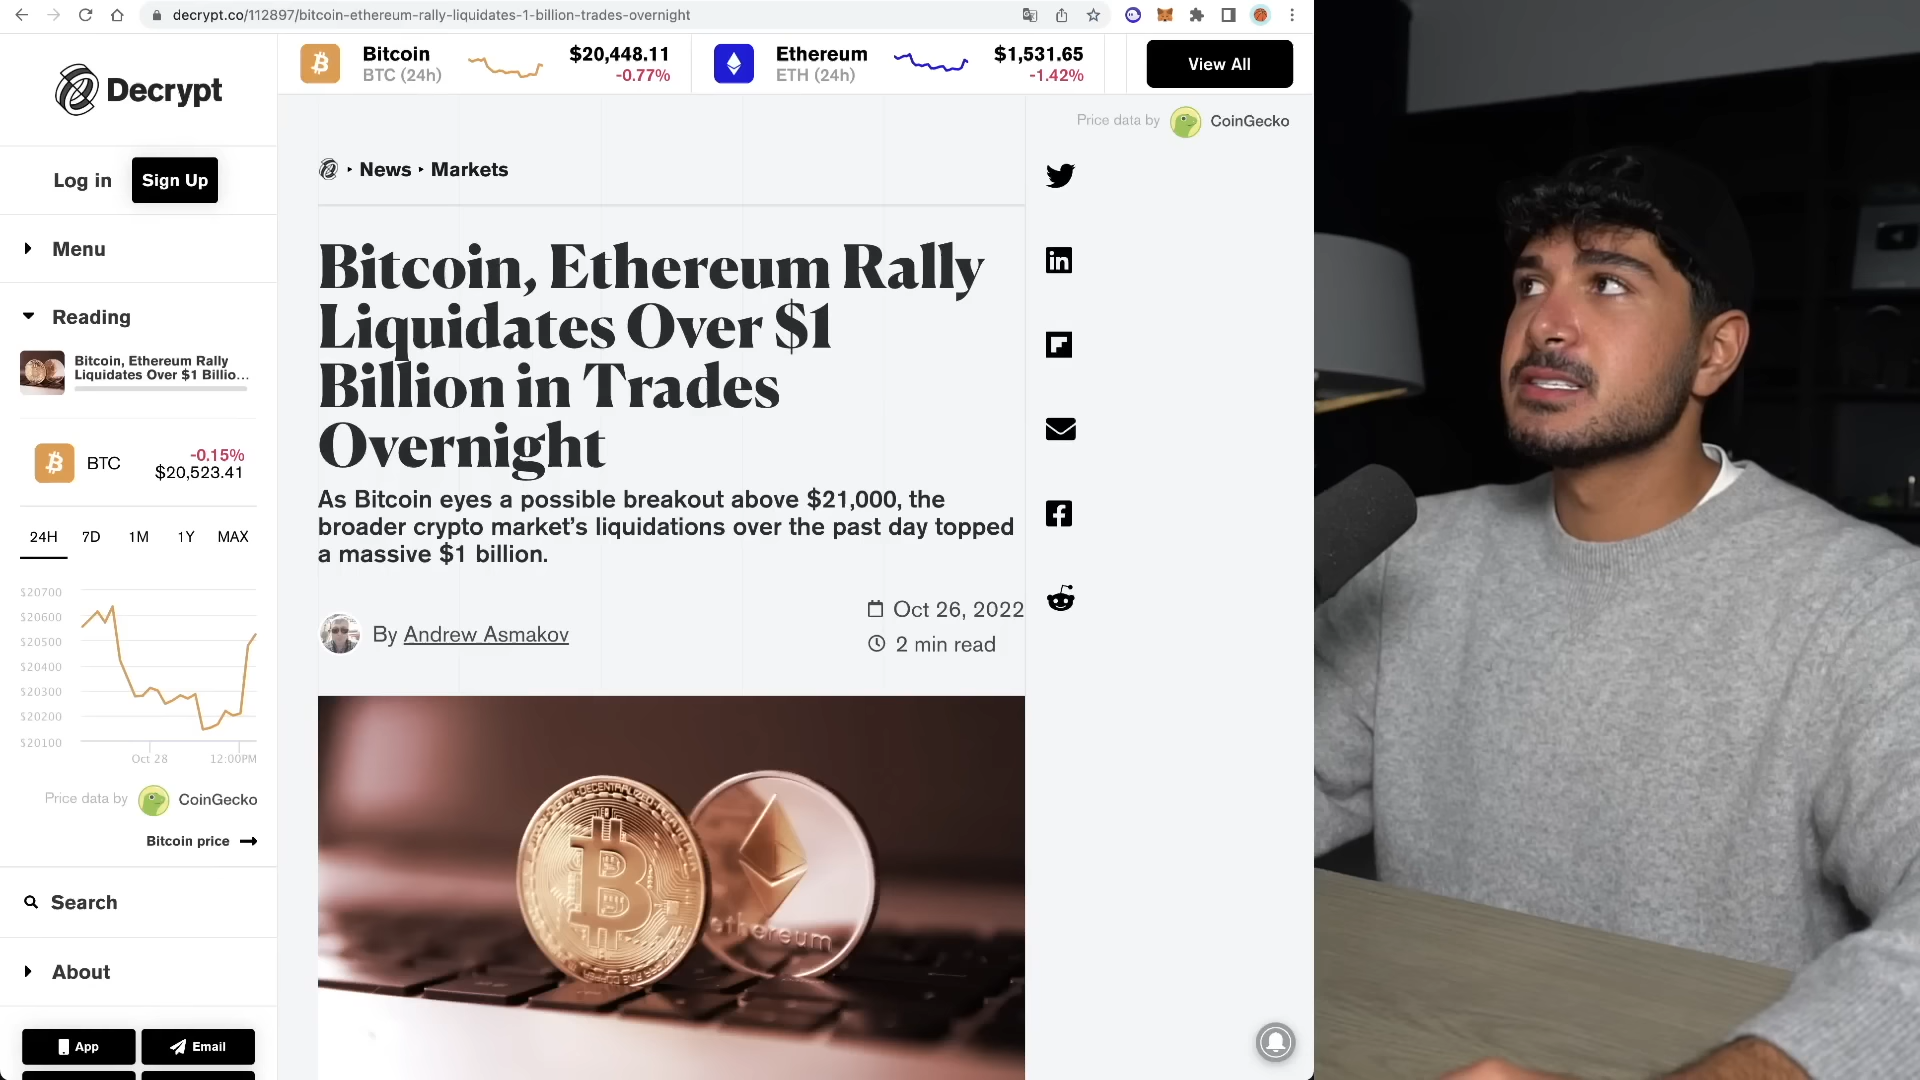 decrypt.co/112897/bitcoin-ethereum-rally-liquidates-1-billion-trades-overnight
Decrypt
Bitcoin
BTC (24h)
$20,448.11
-0.77%
Ethereum
ETH (24h)
$1,531.65
-1.42%
View All
Price data by CoinGecko
Log in
Sign Up
Menu
Reading
Bitcoin, Ethereum Rally
Liquidates Over $1 Billio...
BTC
-0.15%
$20,523.41
24H 7D 1M 1Y MAX
$20700
$20600
$20500
$20400
$20300
$20200
$20100
Oct 28 12:00PM
Price data by CoinGecko
Bitcoin price
Search
About
App
Email
News Markets
Bitcoin, Ethereum Rally
Liquidates Over $1
Billion in Trades
Overnight
As Bitcoin eyes a possible breakout above $21,000, the
broader crypto market’s liquidations over the past day topped
a massive $1 billion.
By Andrew Asmakov
Oct 26, 2022
2 min read
ethereum